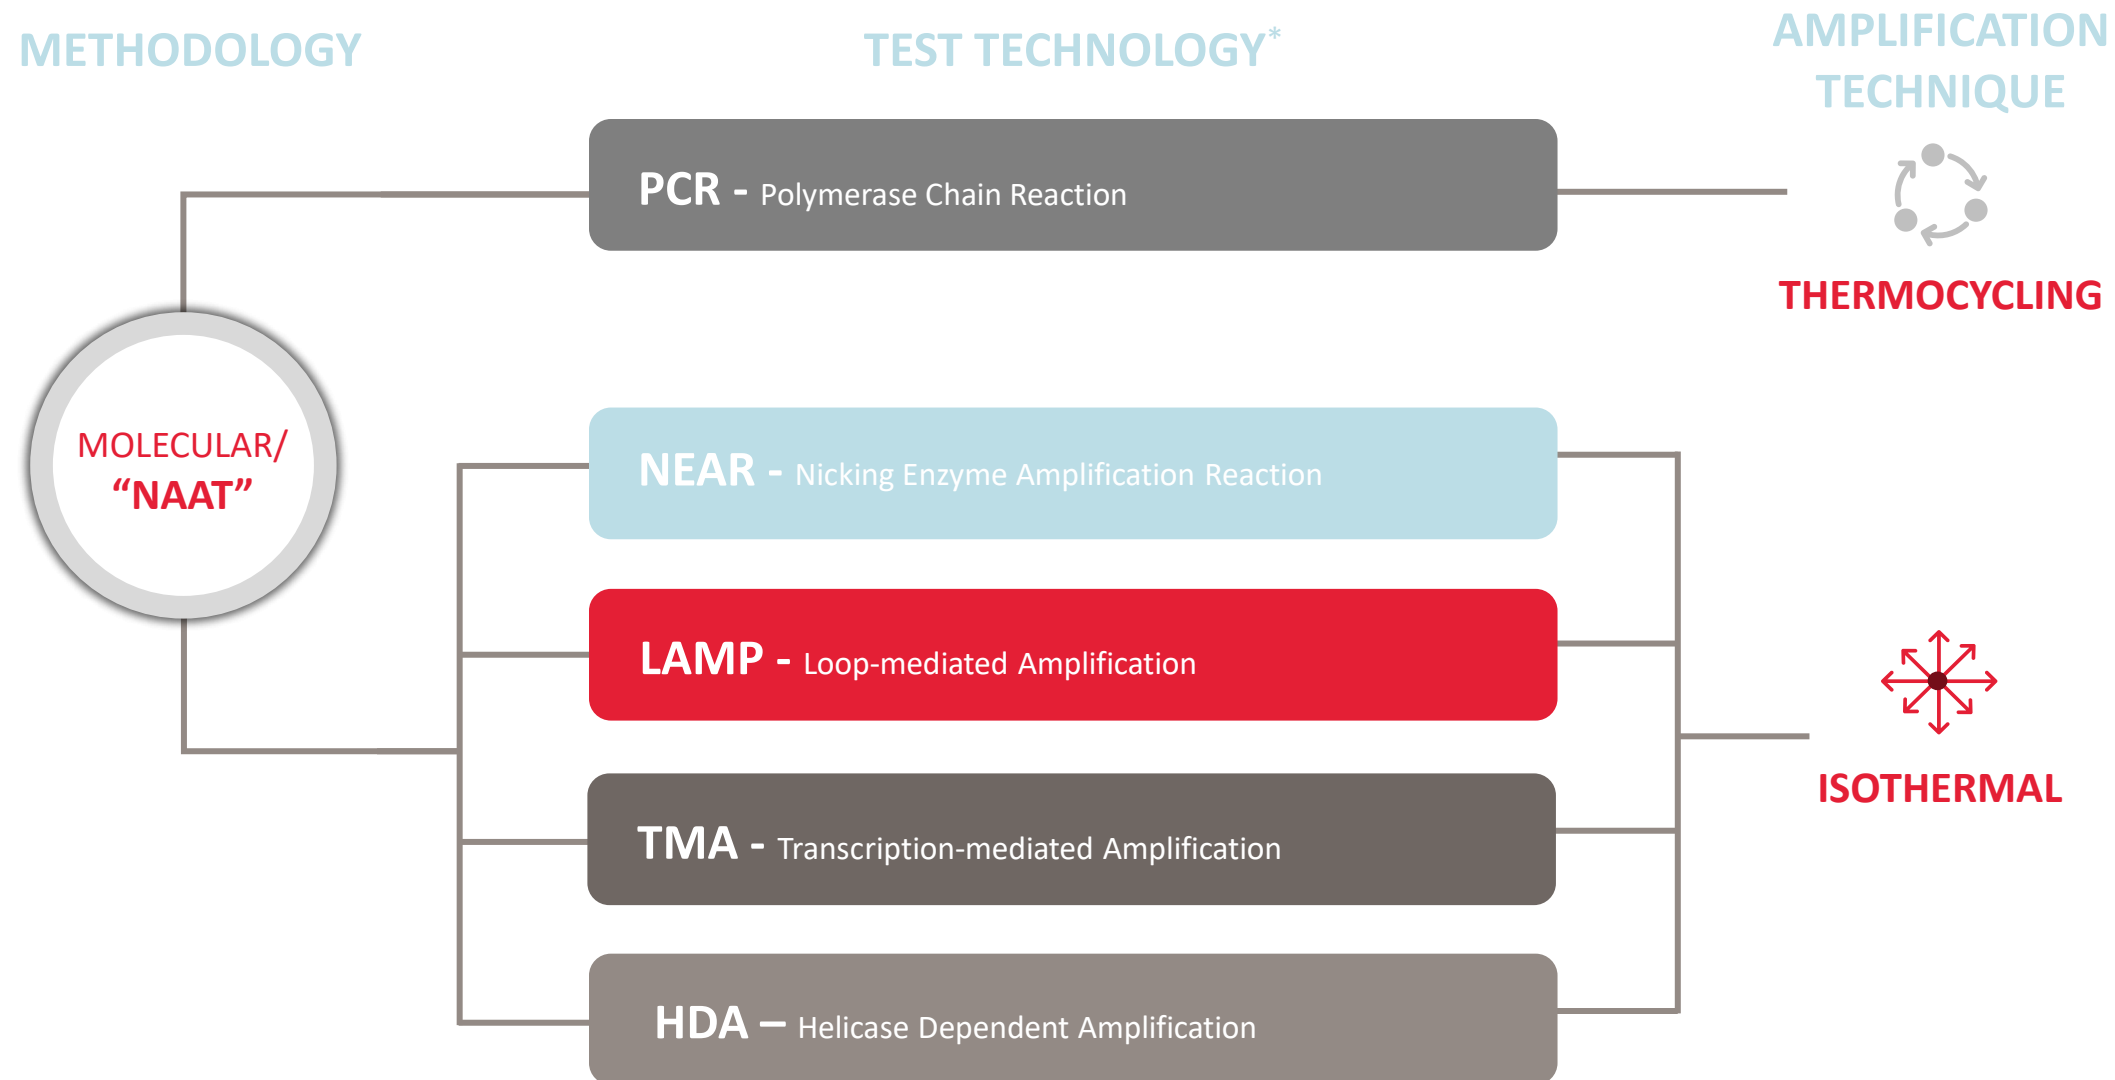 METHODOLOGY
TEST TECHNOLOGY*
AMPLIFICATION
TECHNIQUE
PCR - Polymerase Chain Reaction
THERMOCYCLING
MOLECULAR/
“NAAT”
NEAR - Nicking Enzyme Amplification Reaction
LAMP - Loop-mediated Amplification
TMA - Transcription-mediated Amplification
HDA – Helicase Dependent Amplification
ISOTHERMAL